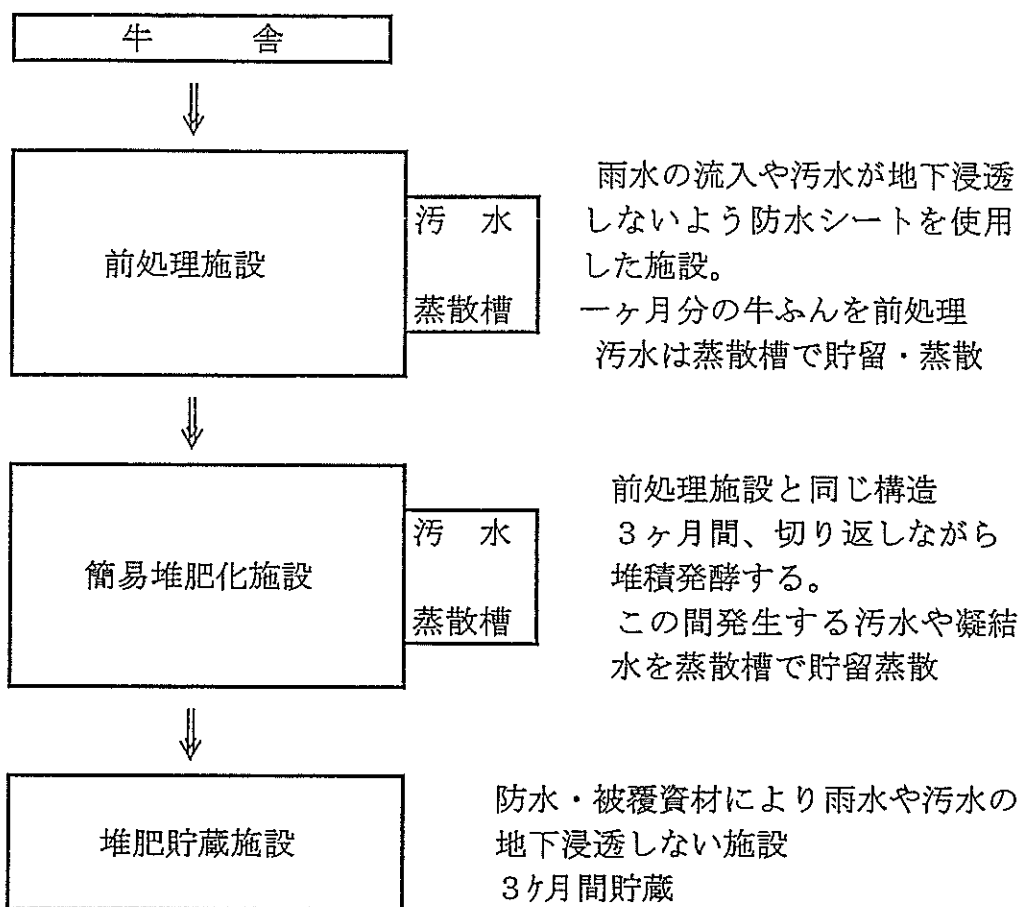 牛　舎
前処理施設
汚　水
蒸散槽
雨水の流入や汚水が地下浸透
しないよう防水シートを使用
した施設。
一ヶ月分の牛ふんを前処理
汚水は蒸散槽で貯留・蒸散
簡易堆肥化施設
汚　水
蒸散槽
前処理施設と同じ構造
３ヶ月間、切り返しながら
堆積発酵する。
この間発生する汚水や凝結
水を蒸散槽で貯留蒸散
堆肥貯蔵施設
防水・被覆資材により雨水や汚水の
地下浸透しない施設
３ケ月間貯蔵